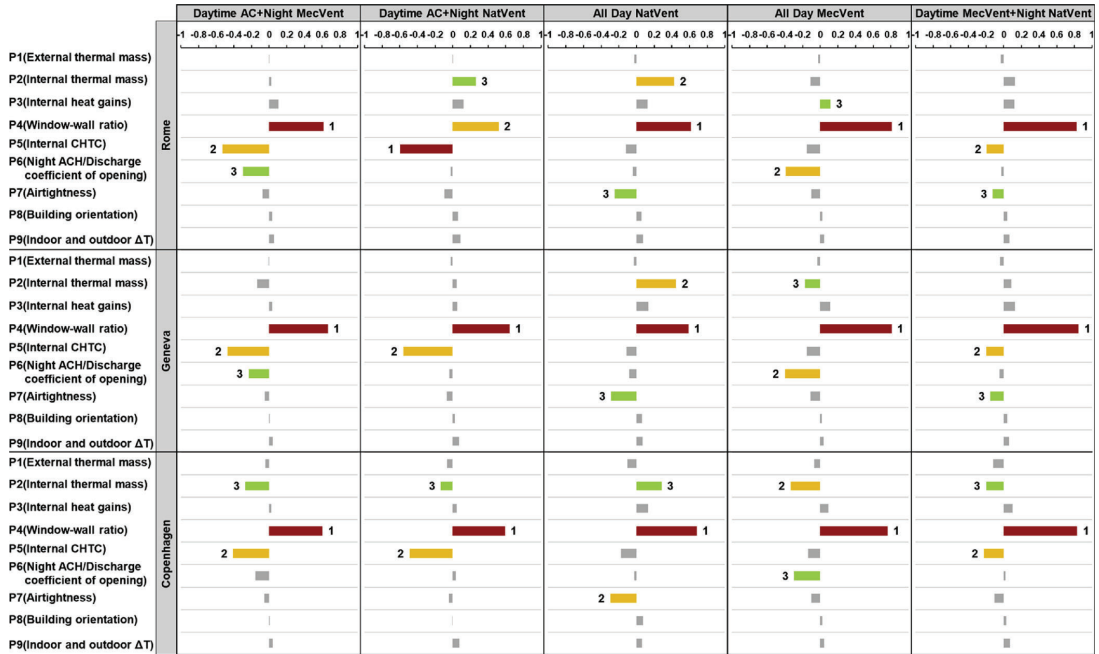 Daytime AC+Night MecVent Daytime AC+Night NatVent All Day NatVent All Day MecVent Daytime MecVent+Night NatVent
-1 -0.8-0.6-0.4-0.2 0 0.2 0.4 0.6 0.8 1 -1 -0.8-0.6-0.4-0.2 0 0.2 0.4 0.6 0.8 1 -1 -0.8-0.6-0.4-0.2 0 0.2 0.4 0.6 0.8 1 -1 -0.8-0.6-0.4-0.2 0 0.2 0.4 0.6 0.8 1 -1 -0.8-0.6-0.4-0.2 0 0.2 0.4 0.6 0.8 1
Rome
P1(External thermal mass)
P2(Internal thermal mass) 3 2
P3(Internal heat gains) 3
P4(Window-wall ratio) 1 2 1 1 1
P5(Internal CHTC) 2 1 2
P6(Night ACH/Discharge
coefficient of opening) 3 2
P7(Airtightness) 3 3
P8(Building orientation)
P9(Indoor and outdoor ΔT)
Geneva
P1(External thermal mass)
P2(Internal thermal mass) 2 3
P3(Internal heat gains)
P4(Window-wall ratio) 1 1 1 1 1
P5(Internal CHTC) 2 2 2
P6(Night ACH/Discharge
coefficient of opening) 3 2
P7(Airtightness) 3 3
P8(Building orientation)
P9(Indoor and outdoor ΔT)
Copenhagen
P1(External thermal mass)
P2(Internal thermal mass) 3 3 3 2 3
P3(Internal heat gains)
P4(Window-wall ratio) 1 1 1 1 1
P5(Internal CHTC) 2 2 2
P6(Night ACH/Discharge
coefficient of opening) 3
P7(Airtightness) 2
P8(Building orientation)
P9(Indoor and outdoor ΔT)